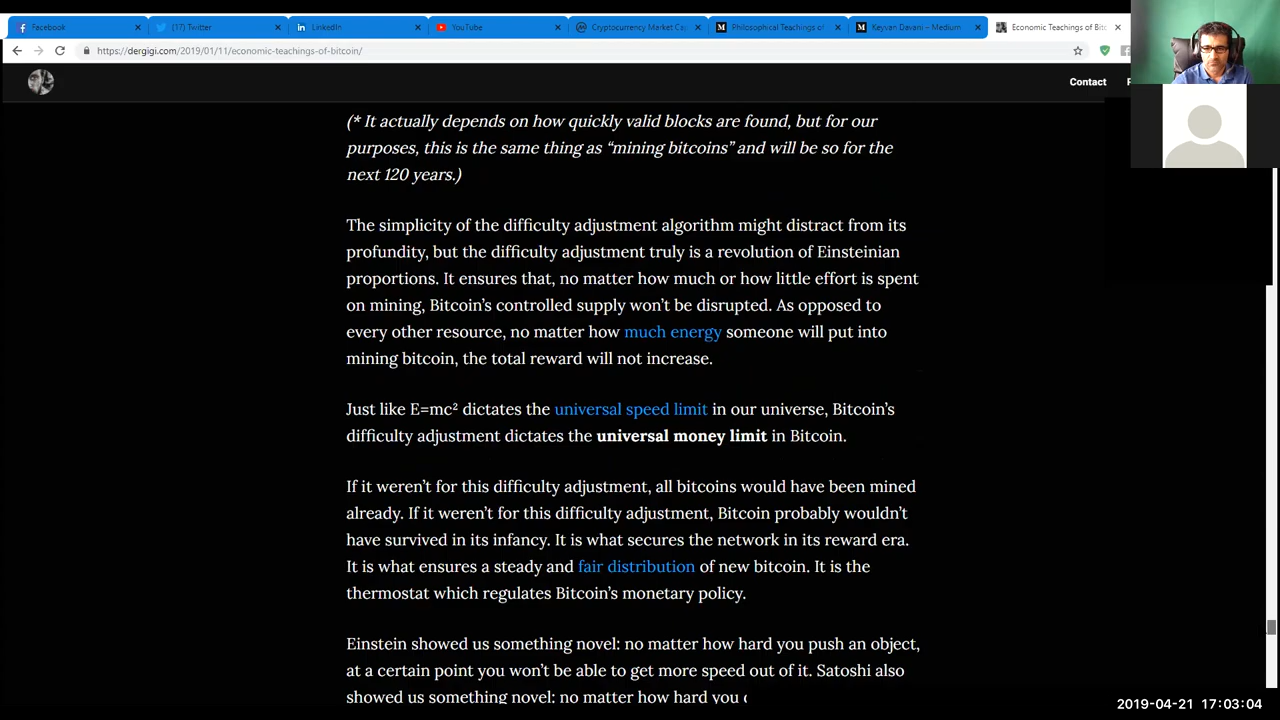 Facebook
(17) Twitter
LinkedIn
YouTube
Cryptocurrency Market Ca
Philosophical Teachings o
Keyvan Davani – Medium
Economic Teachings of Bitc
https://dergigi.com/2019/01/11/economic-teachings-of-bitcoin/
Contact
(* It actually depends on how quickly valid blocks are found, but for our
purposes, this is the same thing as “mining bitcoins” and will be so for the
next 120 years.)
The simplicity of the difficulty adjustment algorithm might distract from its
profundity, but the difficulty adjustment truly is a revolution of Einsteinian
proportions. It ensures that, no matter how much or how little effort is spent
on mining, Bitcoin’s controlled supply won’t be disrupted. As opposed to
every other resource, no matter how much energy someone will put into
mining bitcoin, the total reward will not increase.
Just like E=mc² dictates the universal speed limit in our universe, Bitcoin’s
difficulty adjustment dictates the universal money limit in Bitcoin.
If it weren’t for this difficulty adjustment, all bitcoins would have been mined
already. If it weren’t for this difficulty adjustment, Bitcoin probably wouldn’t
have survived in its infancy. It is what secures the network in its reward era.
It is what ensures a steady and fair distribution of new bitcoin. It is the
thermostat which regulates Bitcoin’s monetary policy.
Einstein showed us something novel: no matter how hard you push an object,
at a certain point you won’t be able to get more speed out of it. Satoshi also
showed us something novel: no matter how hard you
2019-04-21 17:03:04